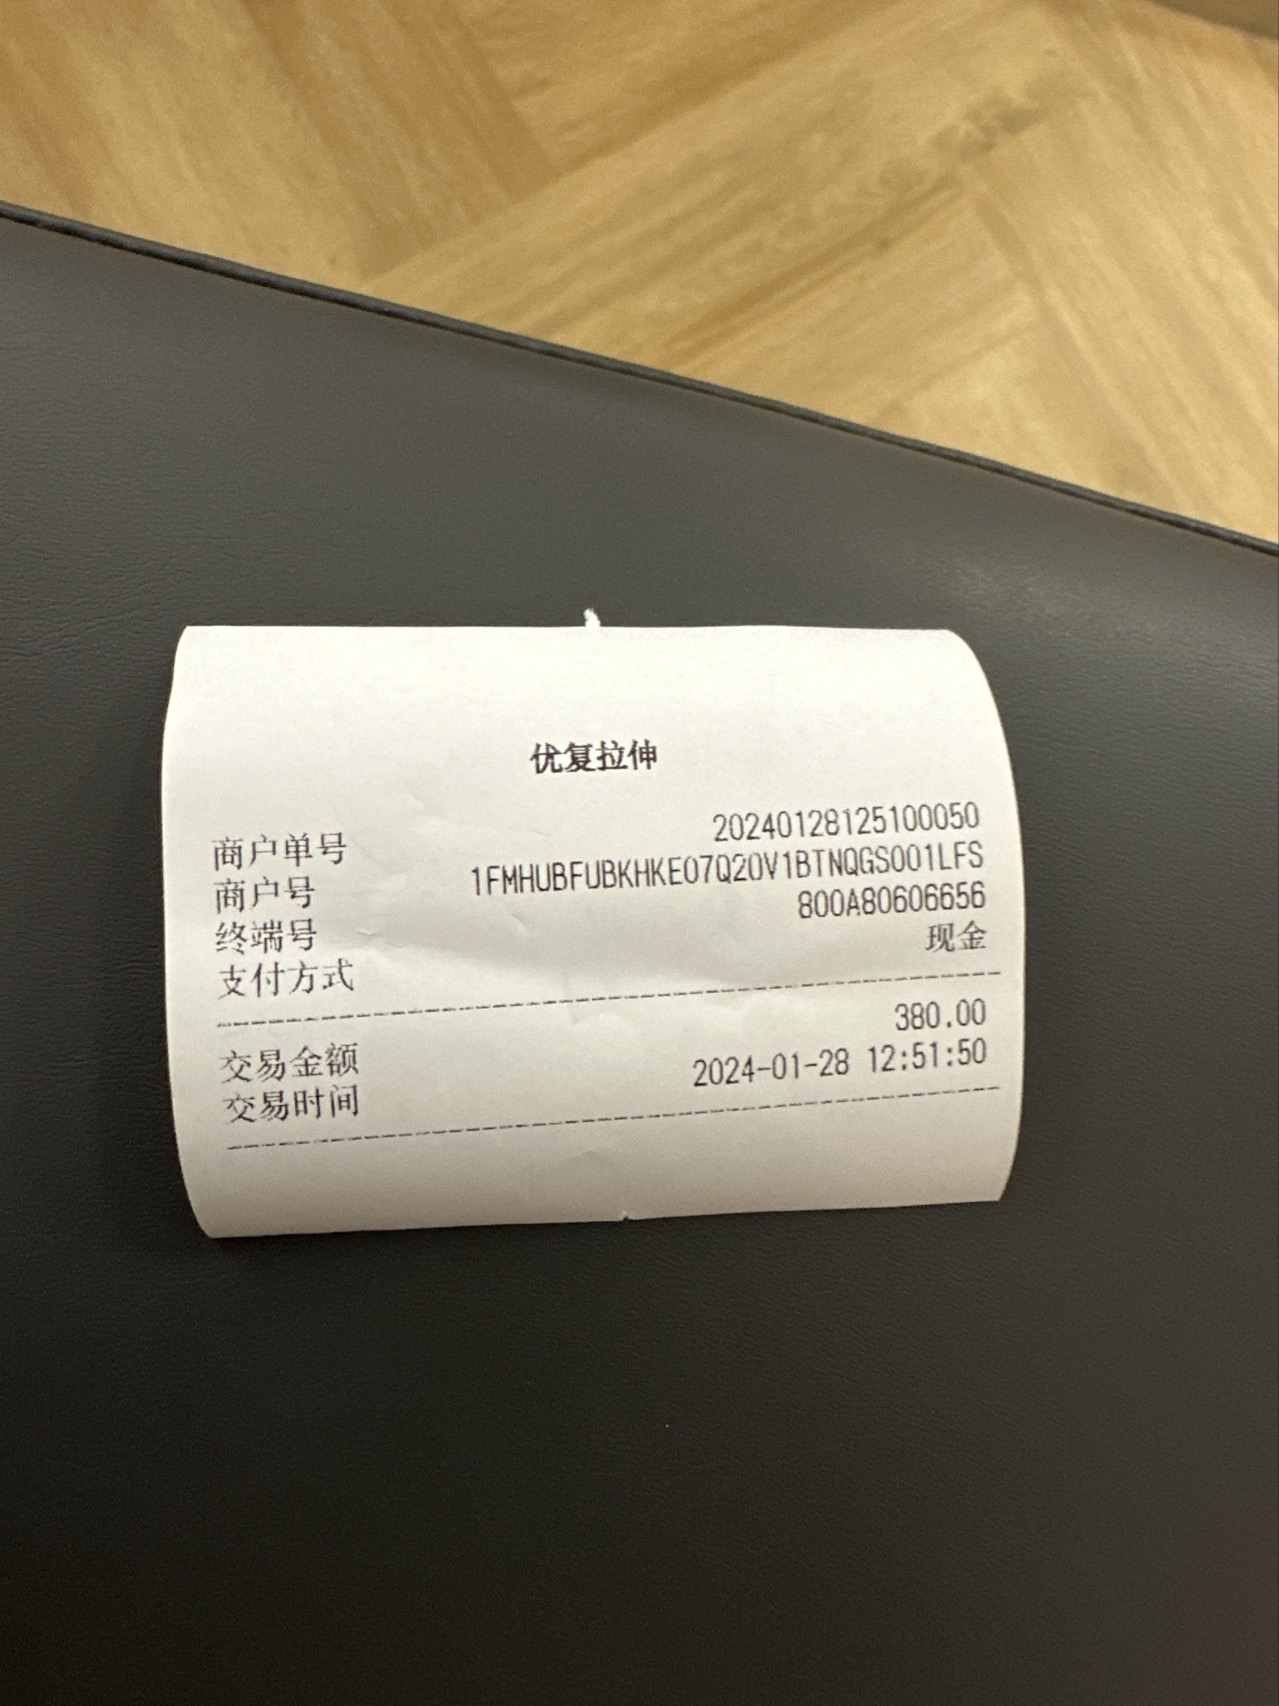 优复拉伸
商户单号 20240128125100050
商户号 1FMHUBFUBKHKE07Q20V1BTNQGS001LFS
终端号 800A80606656
支付方式 现金
交易金额 380.00
交易时间 2024-01-28 12:51:50